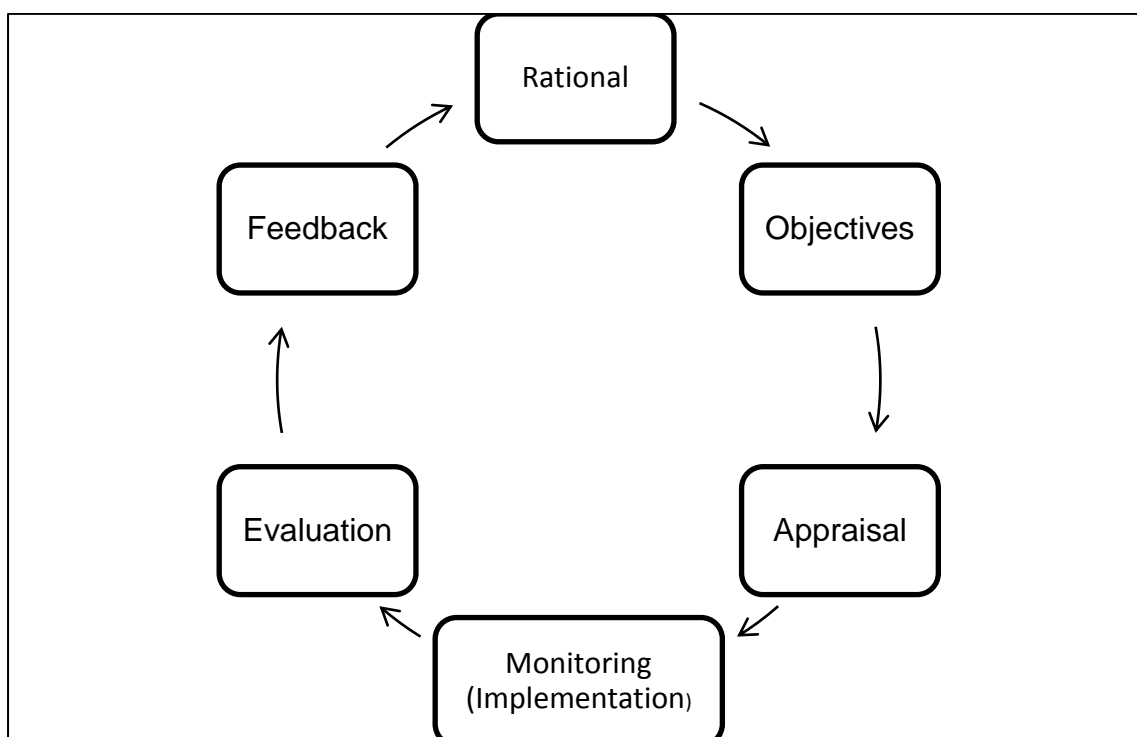 Rational
Objectives
Appraisal
Monitoring
(Implementation)
Evaluation
Feedback